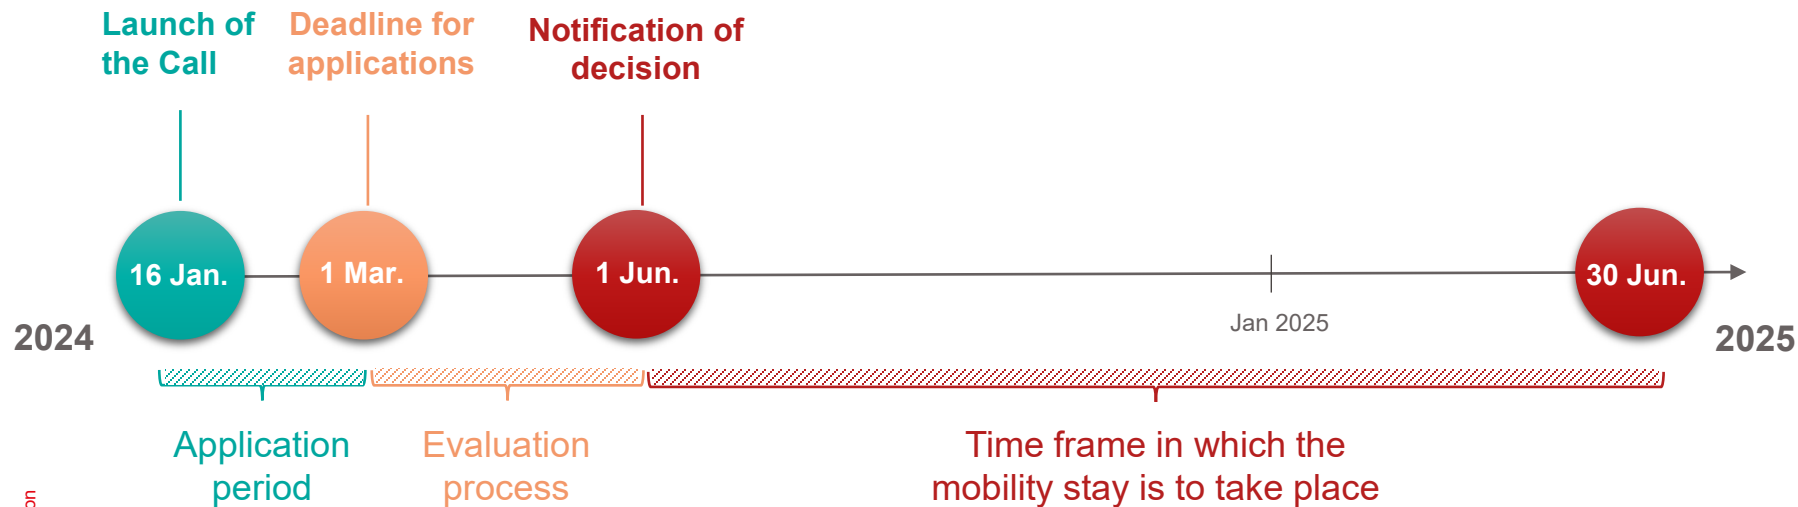 Launch of
the Call
Deadline for
applications
Notification of
decision
16 Jan.
1 Mar.
1 Jun.
30 Jun.
Jan 2025
2024
2025
Application
period
Evaluation
process
Time frame in which the
mobility stay is to take place
on